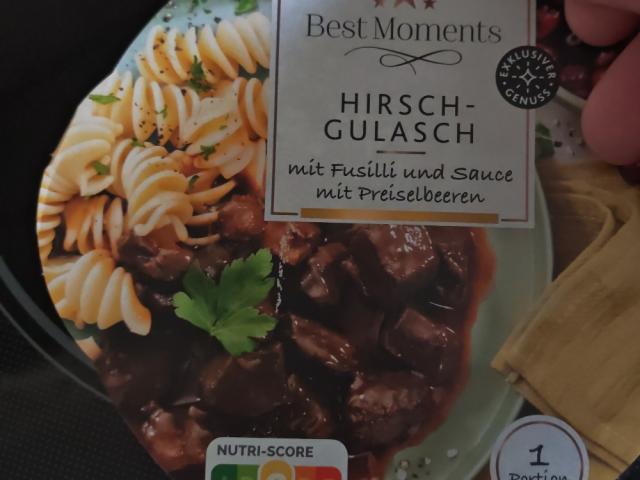 Best Moments
EXKLUSIVER
GENUSS
HIRSCH-
GULASCH
mit Fusilli und Sauce
mit Preiselbeeren
NUTRI-SCORE
1
Portion